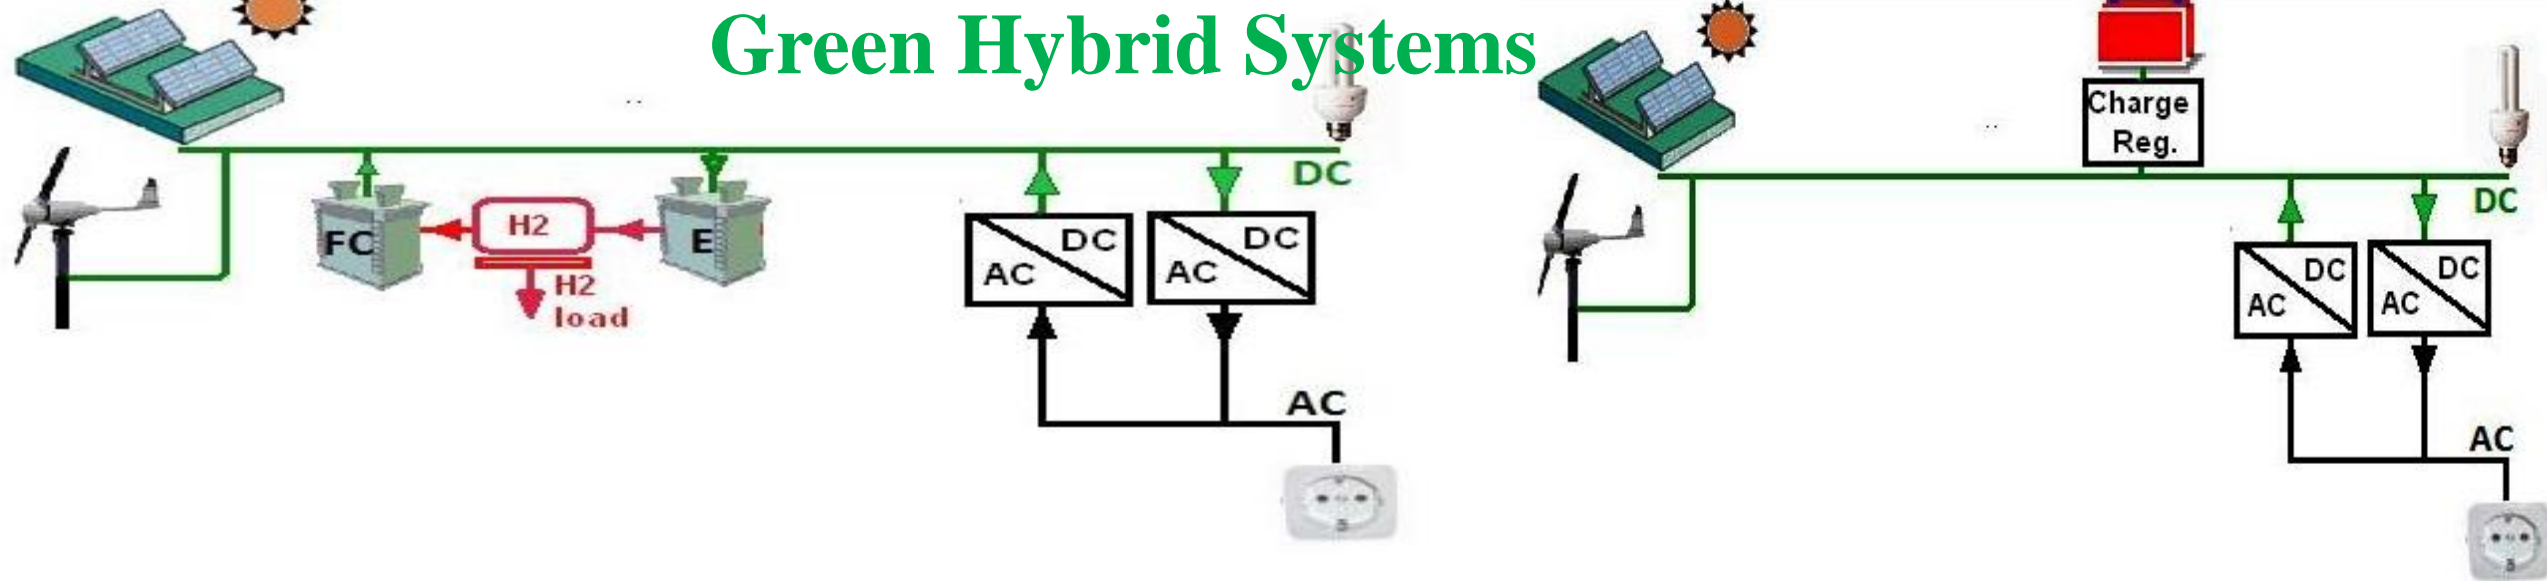 Green Hybrid Systems
DC
FC
H2
E
H2
load
DC
AC
DC
AC
AC
Charge
Reg.
DC
DC
AC
DC
AC
AC